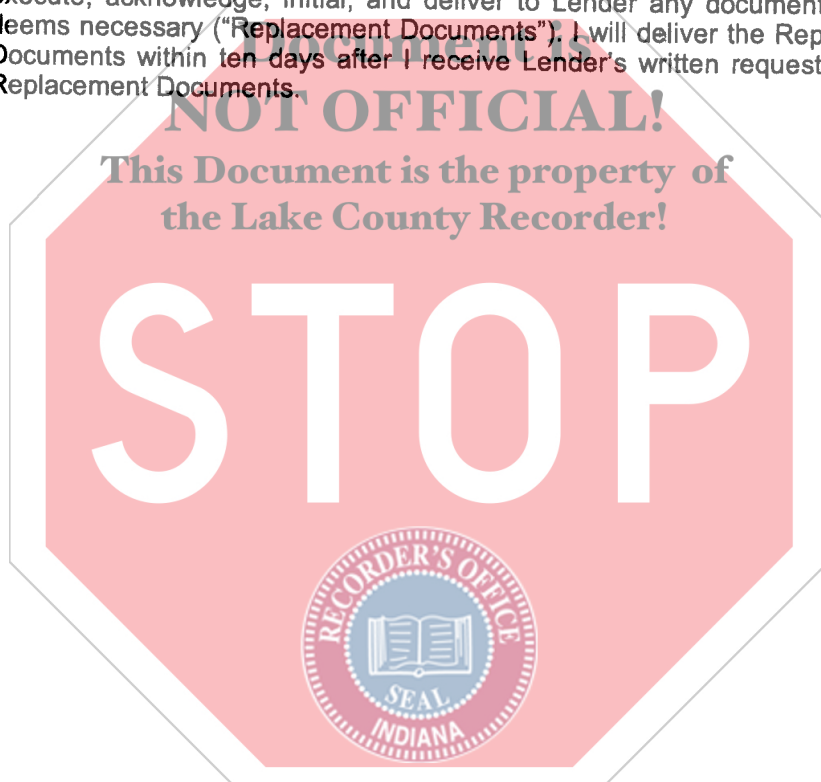 execute, acknowledge, initial, and deliver to Lender any document
deems necessary (“Replacement Documents”). I will deliver the Rep
Documents within ten days after I receive Lender's written request
Replacement Documents.
Document is
NOT OFFICIAL!
This Document is the property of
the Lake County Recorder!
STOP
RECORDER'S OFFICE
SEAL
INDIANA